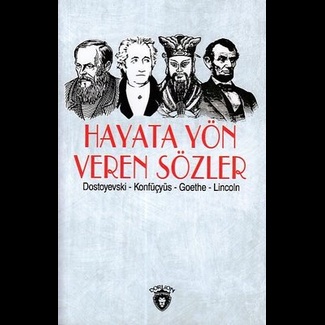 HAYATA YÖN
VEREN SÖZLER
Dostoyevski - Konfüçyüs - Goethe - Lincoln
DORLION